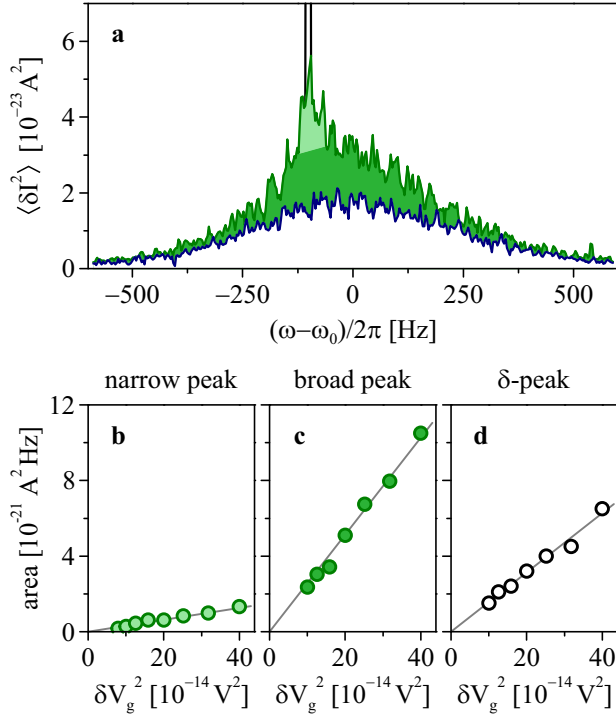 a
⟨δI²⟩ [10⁻²³ A²]
6
4
2
0
−500 −250 0 250 500
(ω−ω₀)/2π [Hz]
narrow peak broad peak δ-peak
b c d
area [10⁻²¹ A² Hz]
12
8
4
0
0 20 40 0 20 40 0 20 40
δV_g² [10⁻¹⁴ V²] δV_g² [10⁻¹⁴ V²] δV_g² [10⁻¹⁴ V²]